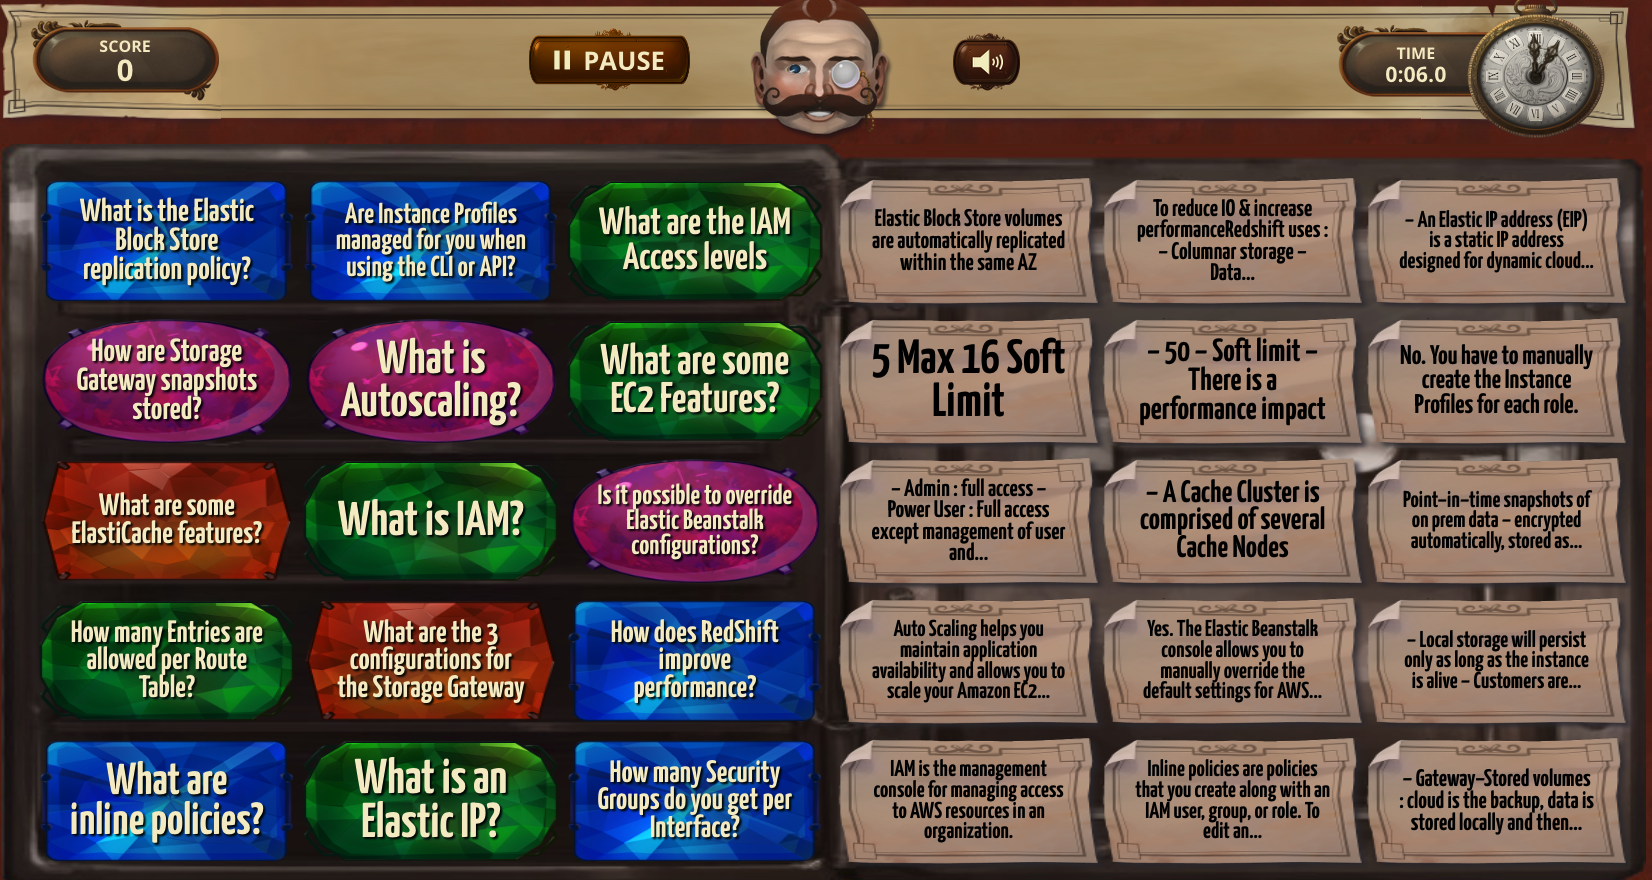 SCORE
0
PAUSE
TIME
0:06.0
What is the Elastic
Block Store
replication policy?
Are Instance Profiles
managed for you when
using the CLI or API?
What are the IAM
Access levels
Elastic Block Store volumes
are automatically replicated
within the same AZ
To reduce IO & increase
performanceRedshift uses :
– Columnar storage –
Data...
– An Elastic IP address (EIP)
is a static IP address
designed for dynamic cloud...
How are Storage
Gateway snapshots
stored?
What is
Autoscaling?
What are some
EC2 Features?
5 Max 16 Soft
Limit
– 50 – Soft limit –
There is a
performance impact
No. You have to manually
create the Instance
Profiles for each role.
What are some
ElastiCache features?
What is IAM?
Is it possible to override
Elastic Beanstalk
configurations?
– Admin : full access –
Power User : Full access
except management of user
and...
– A Cache Cluster is
comprised of several
Cache Nodes
Point–in–time snapshots of
on prem data – encrypted
automatically, stored as...
How many Entries are
allowed per Route
Table?
What are the 3
configurations for
the Storage Gateway
How does RedShift
improve
performance?
Auto Scaling helps you
maintain application
availability and allows you to
scale your Amazon EC2...
Yes. The Elastic Beanstalk
console allows you to
manually override the
default settings for AWS...
– Local storage will persist
only as long as the instance
is alive – Customers are...
What are
inline policies?
What is an
Elastic IP?
How many Security
Groups do you get per
Interface?
IAM is the management
console for managing access
to AWS resources in an
organization.
Inline policies are policies
that you create along with an
IAM user, group, or role. To
edit an...
– Gateway–Stored volumes
: cloud is the backup, data is
stored locally and then...